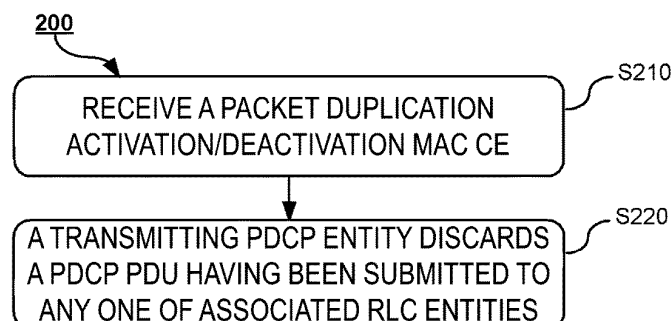 200
S210
RECEIVE A PACKET DUPLICATION
ACTIVATION/DEACTIVATION MAC CE
S220
A TRANSMITTING PDCP ENTITY DISCARDS
A PDCP PDU HAVING BEEN SUBMITTED TO
ANY ONE OF ASSOCIATED RLC ENTITIES